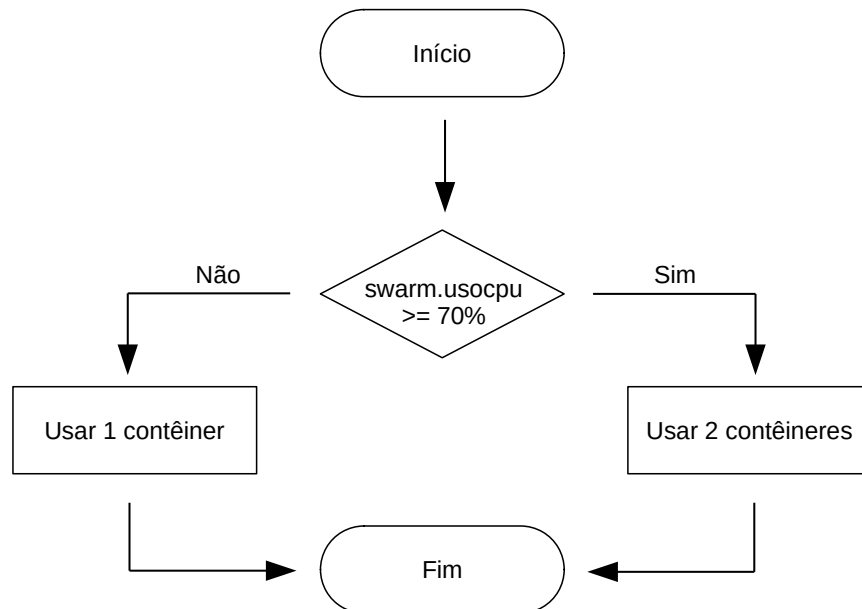 Início
Não
Sim
swarm.usocpu
>= 70%
Usar 1 contêiner
Usar 2 contêineres
Fim